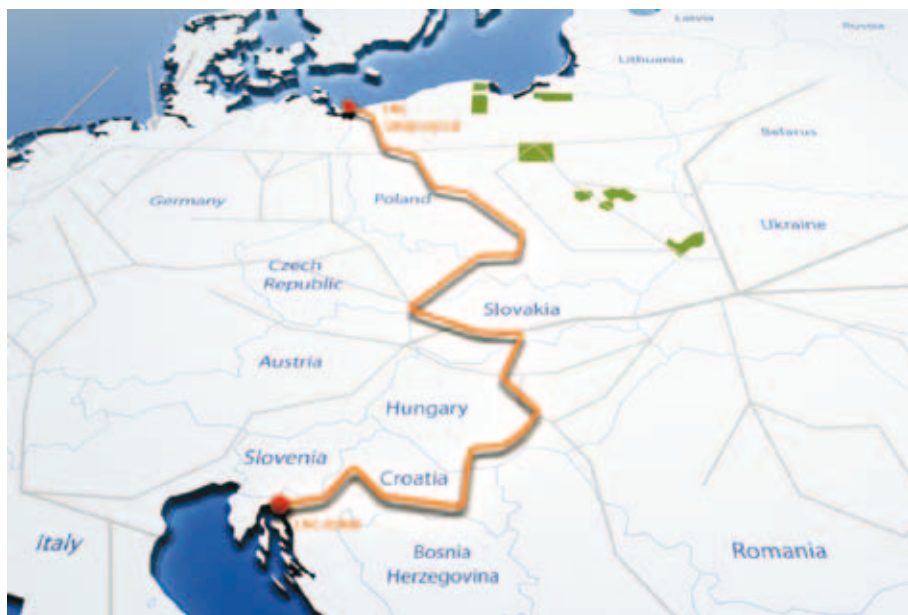 Latvia
Russia
Lithuania
Belarus
Germany
Poland
Ukraine
Czech
Republic
Slovakia
Austria
Hungary
Slovenia
Croatia
Italy
Bosnia
Herzegovina
Romania